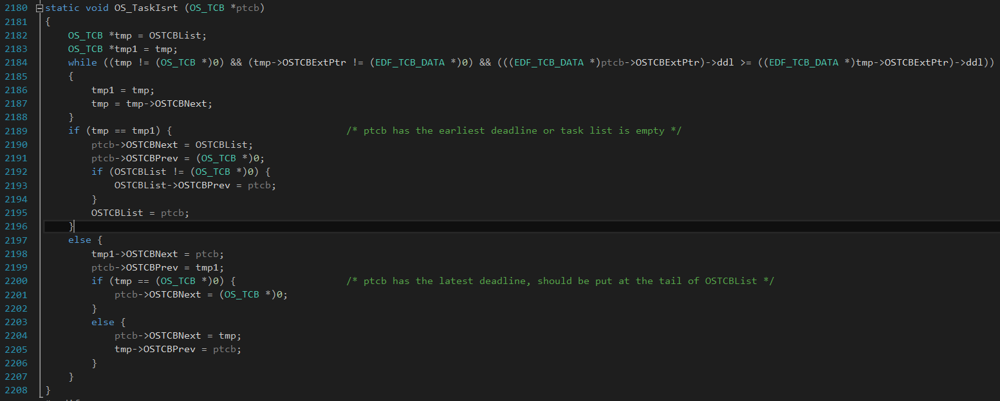 2180 static void OS_TaskIsrt (OS_TCB *ptcb)
2181 {
2182     OS_TCB *tmp = OSTCBList;
2183     OS_TCB *tmp1 = tmp;
2184     while ((tmp != (OS_TCB *)0) && (tmp->OSTCBExtPtr != (EDF_TCB_DATA *)0) && (((EDF_TCB_DATA *)ptcb->OSTCBExtPtr)->ddl >= ((EDF_TCB_DATA *)tmp->OSTCBExtPtr)->ddl))
2185     {
2186         tmp1 = tmp;
2187         tmp = tmp->OSTCBNext;
2188     }
2189     if (tmp == tmp1) {                              /* ptcb has the earliest deadline or task list is empty */
2190         ptcb->OSTCBNext = OSTCBList;
2191         ptcb->OSTCBPrev = (OS_TCB *)0;
2192         if (OSTCBList != (OS_TCB *)0) {
2193             OSTCBList->OSTCBPrev = ptcb;
2194         }
2195         OSTCBList = ptcb;
2196     }
2197     else {
2198         tmp1->OSTCBNext = ptcb;
2199         ptcb->OSTCBPrev = tmp1;
2200         if (tmp == (OS_TCB *)0) {                   /* ptcb has the latest deadline, should be put at the tail of OSTCBList */
2201             ptcb->OSTCBNext = (OS_TCB *)0;
2202         }
2203         else {
2204             ptcb->OSTCBNext = tmp;
2205             tmp->OSTCBPrev = ptcb;
2206         }
2207     }
2208 }